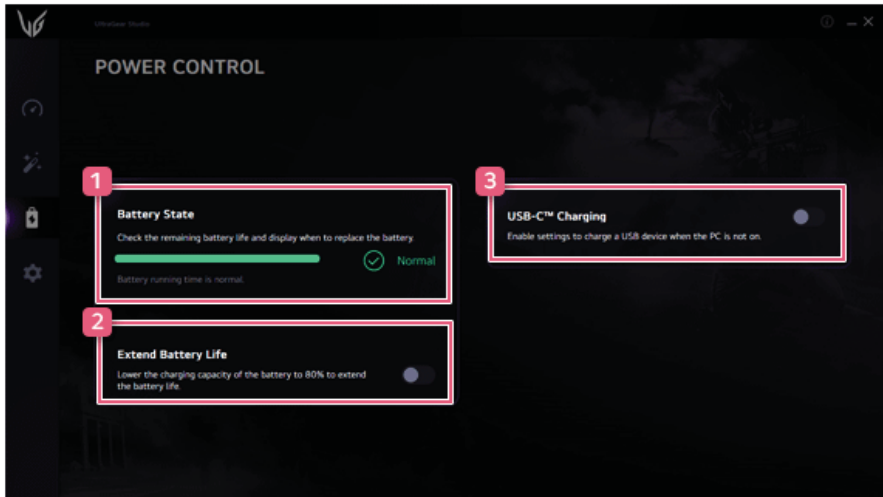 UltraGear Studio
POWER CONTROL
1
Battery State
Check the remaining battery life and display when to replace the battery.
Normal
Battery running time is normal.
2
Extend Battery Life
Lower the charging capacity of the battery to 80% to extend
the battery life.
3
USB-C™ Charging
Enable settings to charge a USB device when the PC is not on.